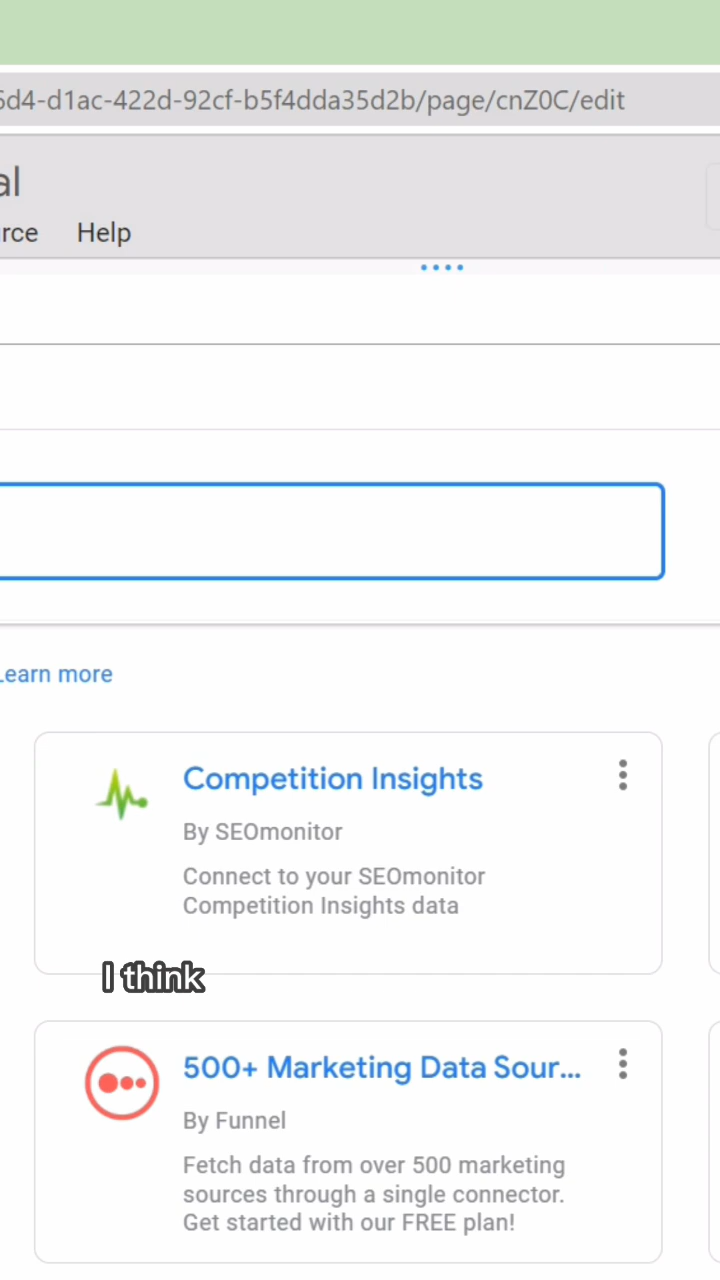 6d4-d1ac-422d-92cf-b5f4dda35d2b/page/cnZ0C/edit
al
rce Help
Learn more
Competition Insights
By SEOmonitor
Connect to your SEOmonitor
Competition Insights data
I think
500+ Marketing Data Sour...
By Funnel
Fetch data from over 500 marketing
sources through a single connector.
Get started with our FREE plan!